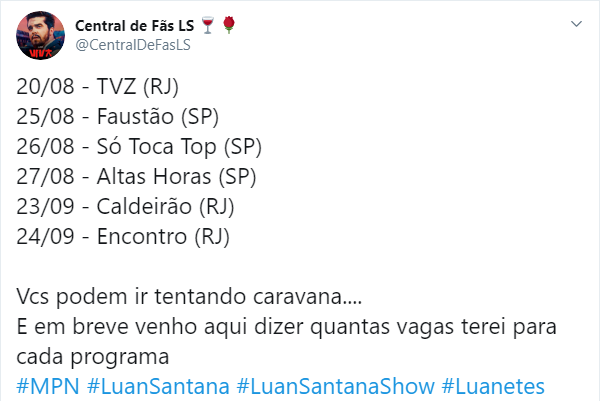 Central de Fãs LS🍷🌹
@CentralDeFasLS
VIVA
20/08 - TVZ (RJ)
25/08 - Faustão (SP)
26/08 - Só Toca Top (SP)
27/08 - Altas Horas (SP)
23/09 - Caldeirão (RJ)
24/09 - Encontro (RJ)
Vcs podem ir tentando caravana....
E em breve venho aqui dizer quantas vagas terei para
cada programa
#MPN #LuanSantana #LuanSantanaShow #Luanetes